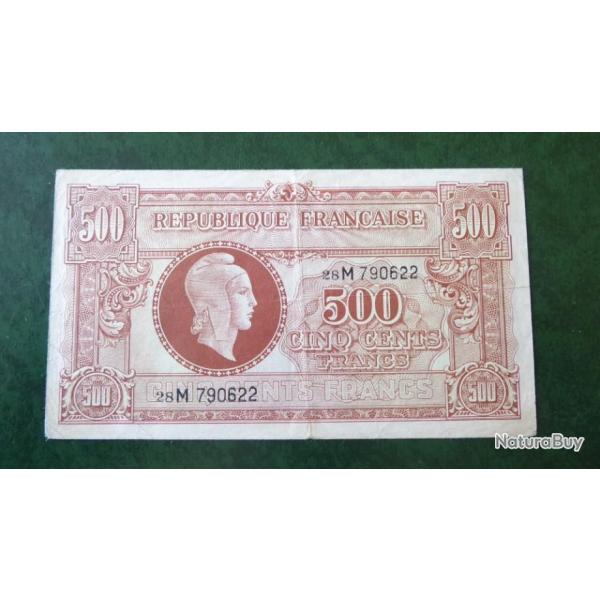 500 REPUBLIQUE FRANCAISE 500
28M 790622
500
CINQ CENTS
FRANCS
CINQ CENTS FRANCS
28M 790622
500 500
NaturaBuy